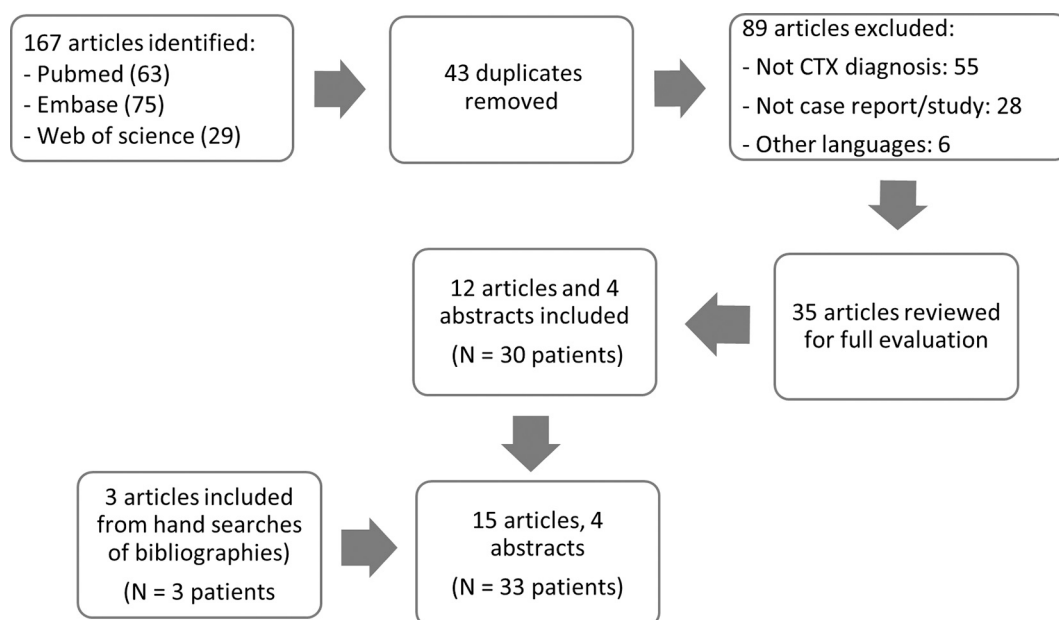 167 articles identified:
- Pubmed (63)
- Embase (75)
- Web of science (29)
43 duplicates
removed
89 articles excluded:
- Not CTX diagnosis: 55
- Not case report/study: 28
- Other languages: 6
35 articles reviewed
for full evaluation
12 articles and 4
abstracts included
(N = 30 patients)
3 articles included
from hand searches
of bibliographies)
(N = 3 patients
15 articles, 4
abstracts
(N = 33 patients)